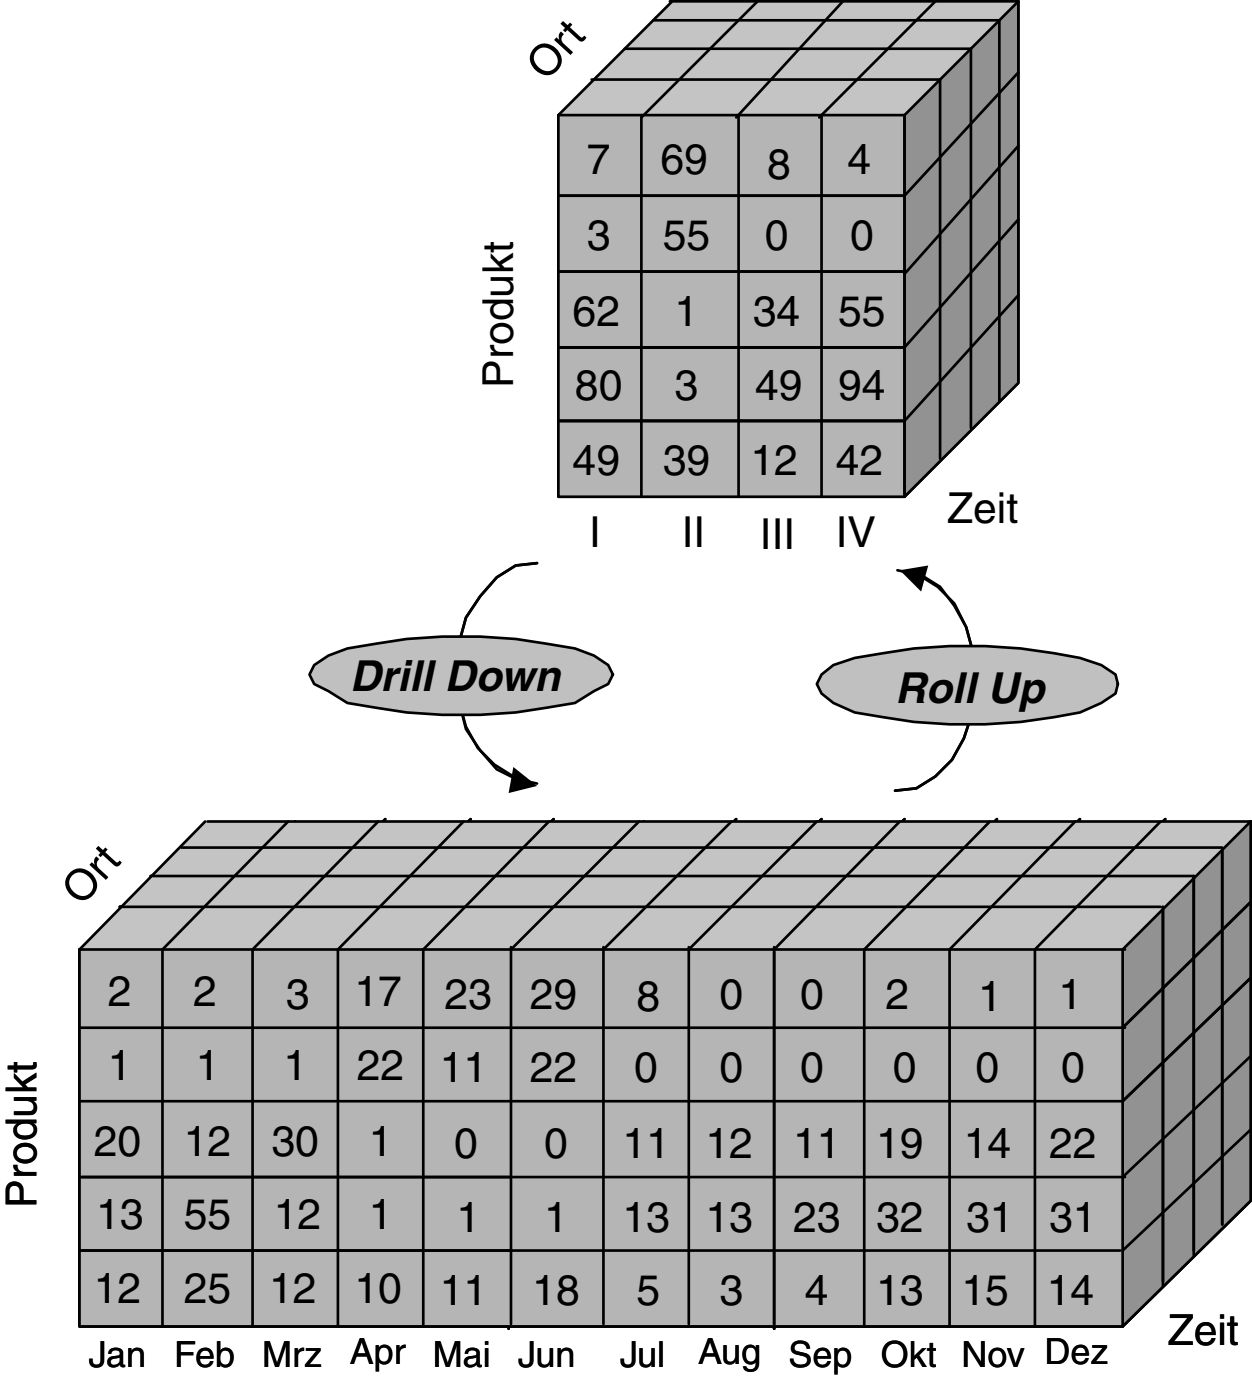 Ort
7 69 8 4
3 55 0 0
Produkt
62 1 34 55
80 3 49 94
49 39 12 42
Zeit
I II III IV
Drill Down
Roll Up
Ort
2 2 3 17 23 29 8 0 0 2 1 1
1 1 1 22 11 22 0 0 0 0 0 0
Produkt
20 12 30 1 0 0 11 12 11 19 14 22
13 55 12 1 1 1 13 13 23 32 31 31
12 25 12 10 11 18 5 3 4 13 15 14
Zeit
Jan Feb Mrz Apr Mai Jun Jul Aug Sep Okt Nov Dez